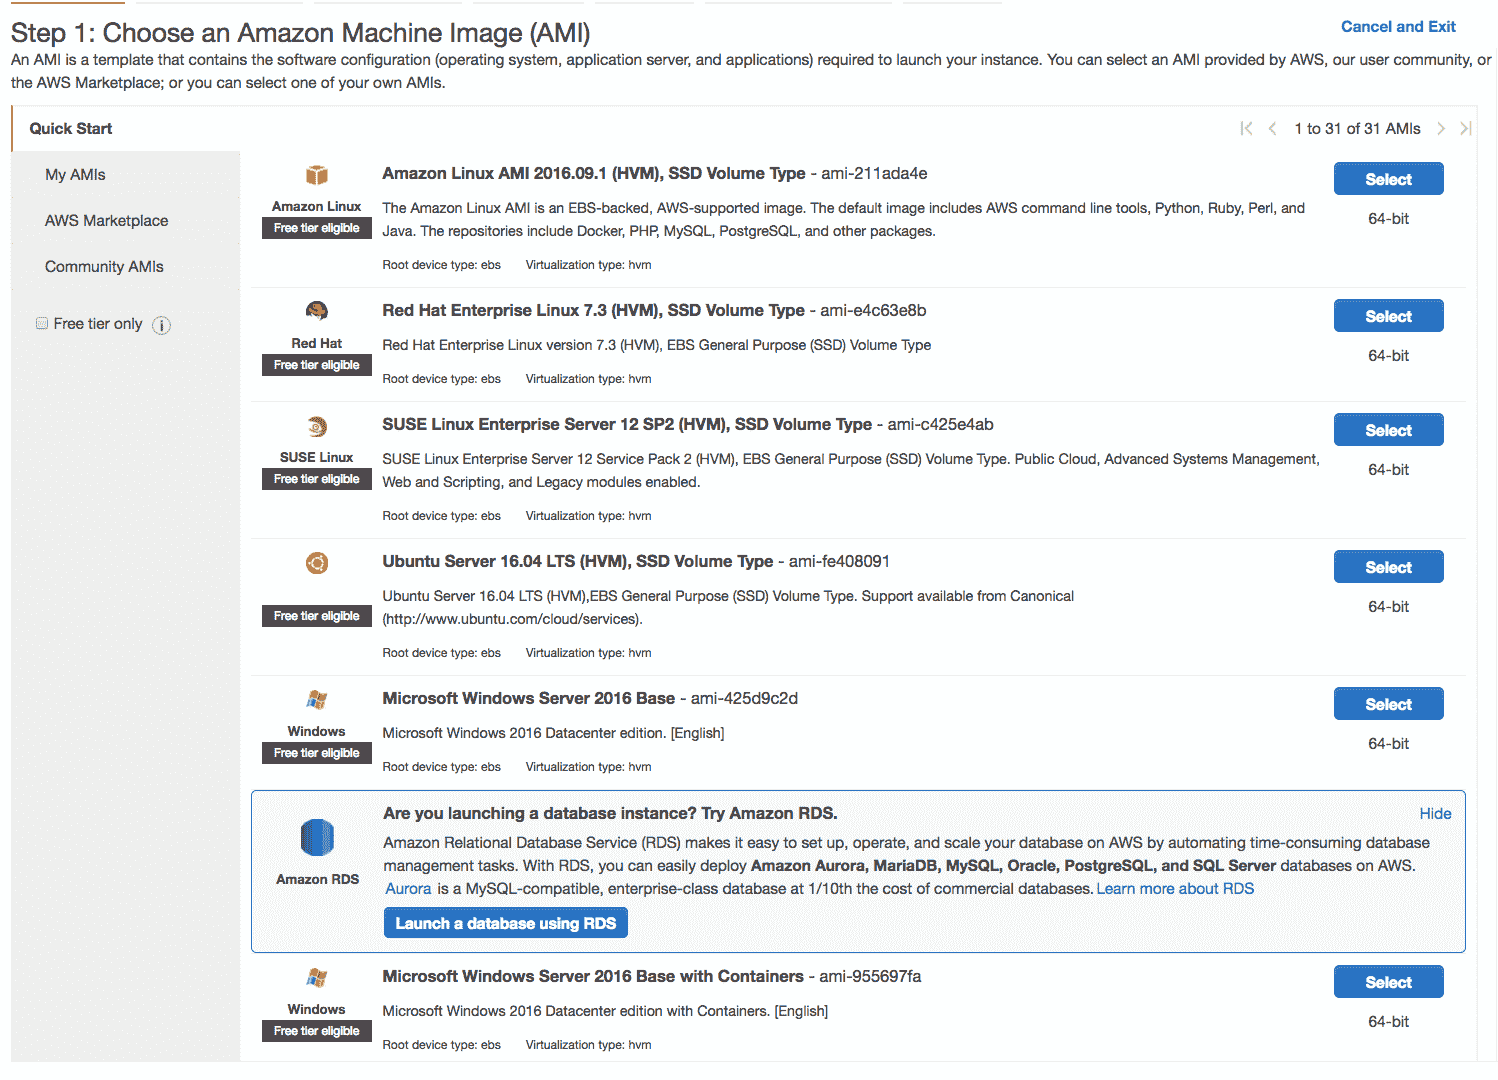 Step 1: Choose an Amazon Machine Image (AMI)
Cancel and Exit
An AMI is a template that contains the software configuration (operating system, application server, and applications) required to launch your instance. You can select an AMI provided by AWS, our user community, or
the AWS Marketplace; or you can select one of your own AMIs.
Quick Start
1 to 31 of 31 AMIs
My AMIs
AWS Marketplace
Community AMIs
Free tier only
Amazon Linux
Free tier eligible
Amazon Linux AMI 2016.09.1 (HVM), SSD Volume Type - ami-211ada4e
The Amazon Linux AMI is an EBS-backed, AWS-supported image. The default image includes AWS command line tools, Python, Ruby, Perl, and
Java. The repositories include Docker, PHP, MySQL, PostgreSQL, and other packages.
Root device type: ebs Virtualization type: hvm
Select
64-bit
Red Hat
Free tier eligible
Red Hat Enterprise Linux 7.3 (HVM), SSD Volume Type - ami-e4c63e8b
Red Hat Enterprise Linux version 7.3 (HVM), EBS General Purpose (SSD) Volume Type
Root device type: ebs Virtualization type: hvm
Select
64-bit
SUSE Linux
Free tier eligible
SUSE Linux Enterprise Server 12 SP2 (HVM), SSD Volume Type - ami-c425e4ab
SUSE Linux Enterprise Server 12 Service Pack 2 (HVM), EBS General Purpose (SSD) Volume Type. Public Cloud, Advanced Systems Management,
Web and Scripting, and Legacy modules enabled.
Root device type: ebs Virtualization type: hvm
Select
64-bit
Free tier eligible
Ubuntu Server 16.04 LTS (HVM), SSD Volume Type - ami-fe408091
Ubuntu Server 16.04 LTS (HVM),EBS General Purpose (SSD) Volume Type. Support available from Canonical
(http://www.ubuntu.com/cloud/services).
Root device type: ebs Virtualization type: hvm
Select
64-bit
Windows
Free tier eligible
Microsoft Windows Server 2016 Base - ami-425d9c2d
Microsoft Windows 2016 Datacenter edition. [English]
Root device type: ebs Virtualization type: hvm
Select
64-bit
Amazon RDS
Are you launching a database instance? Try Amazon RDS.
Hide
Amazon Relational Database Service (RDS) makes it easy to set up, operate, and scale your database on AWS by automating time-consuming database
management tasks. With RDS, you can easily deploy Amazon Aurora, MariaDB, MySQL, Oracle, PostgreSQL, and SQL Server databases on AWS.
Aurora is a MySQL-compatible, enterprise-class database at 1/10th the cost of commercial databases. Learn more about RDS
Launch a database using RDS
Windows
Free tier eligible
Microsoft Windows Server 2016 Base with Containers - ami-955697fa
Microsoft Windows 2016 Datacenter edition with Containers. [English]
Root device type: ebs Virtualization type: hvm
Select
64-bit